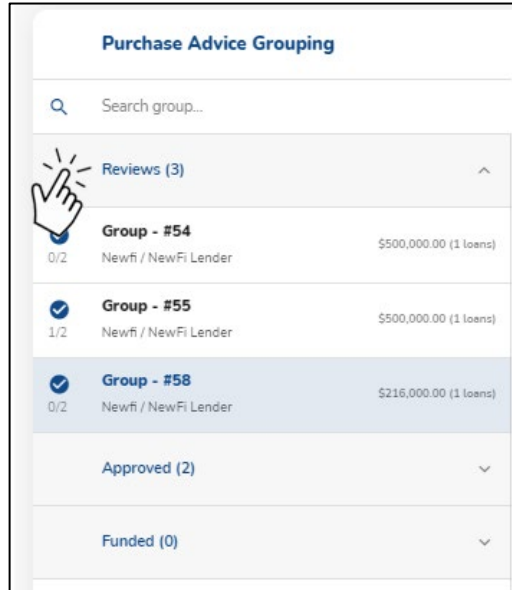 Purchase Advice Grouping
Search group...
Reviews (3)
Group - #54
$500,000.00 (1 loans)
0/2
Newfi / NewFi Lender
Group - #55
$500,000.00 (1 loans)
1/2
Newfi / NewFi Lender
Group - #58
$216,000.00 (1 loans)
0/2
Newfi / NewFi Lender
Approved (2)
Funded (0)